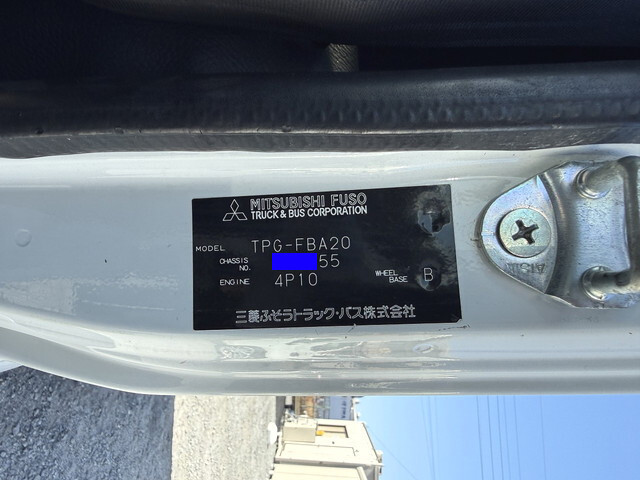 MITSUBISHI FUSO
TRUCK & BUS CORPORATION
MODEL TPG-FBA20
CHASSIS NO. 55
ENGINE 4P10 WHEEL BASE B
三菱ふそうトラック・バス株式会社